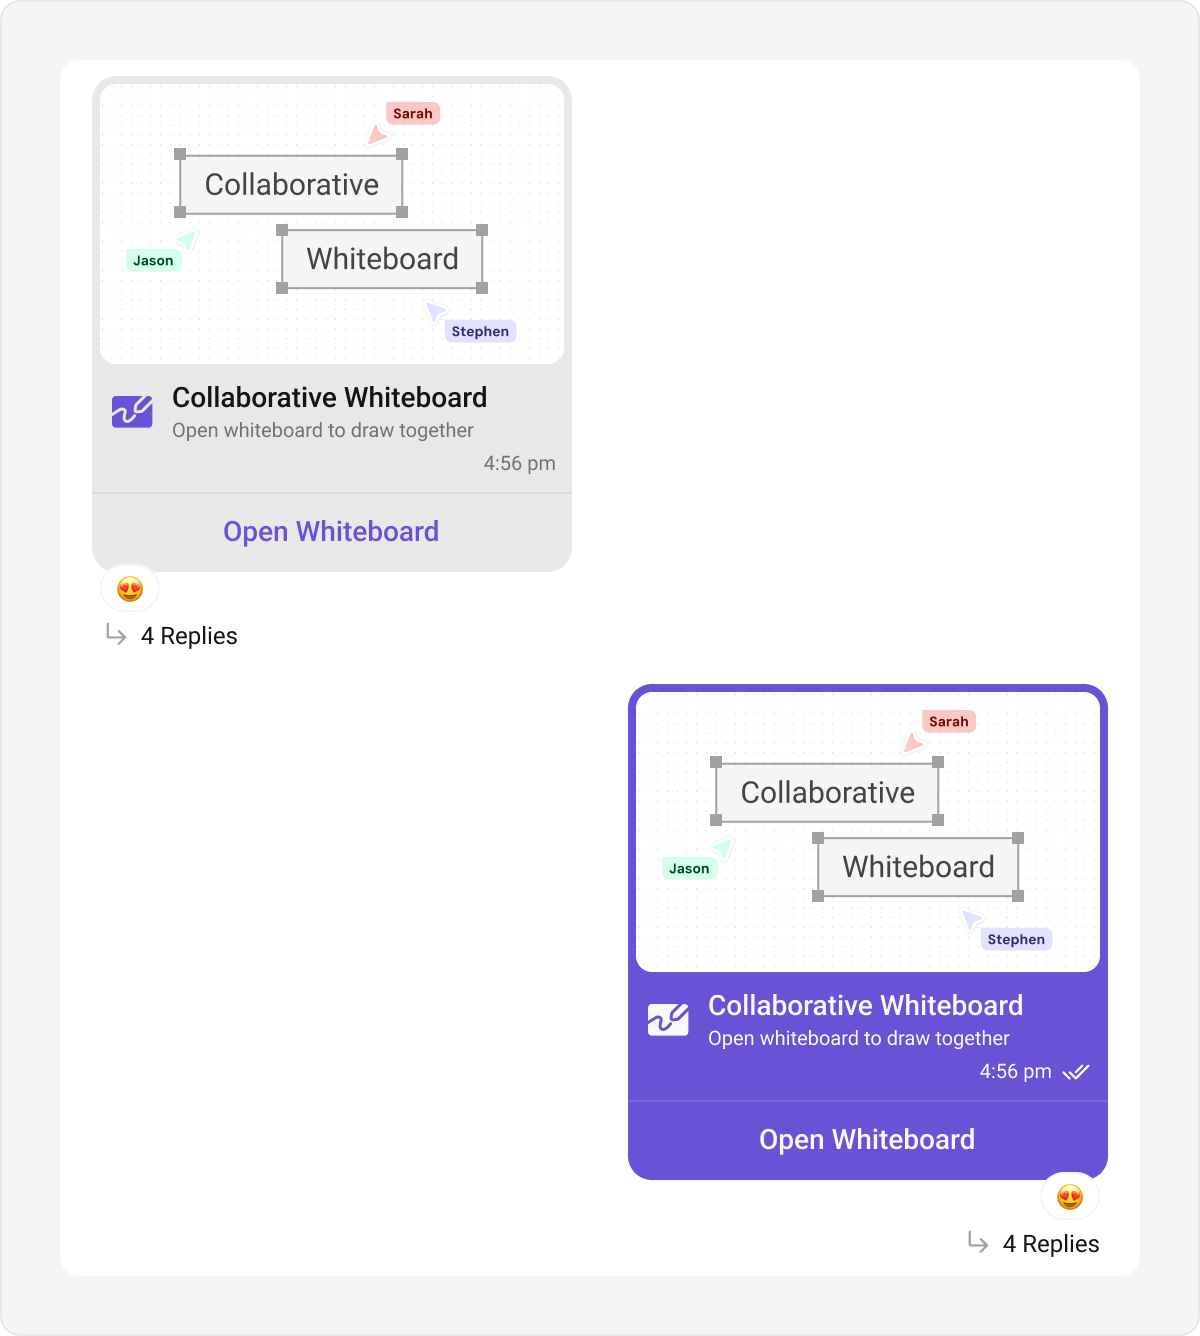 Sarah
Collaborative
Whiteboard
Jason
Stephen
Collaborative Whiteboard
Open whiteboard to draw together
4:56 pm
Open Whiteboard
4 Replies
Sarah
Collaborative
Whiteboard
Jason
Stephen
Collaborative Whiteboard
Open whiteboard to draw together
4:56 pm
Open Whiteboard
4 Replies